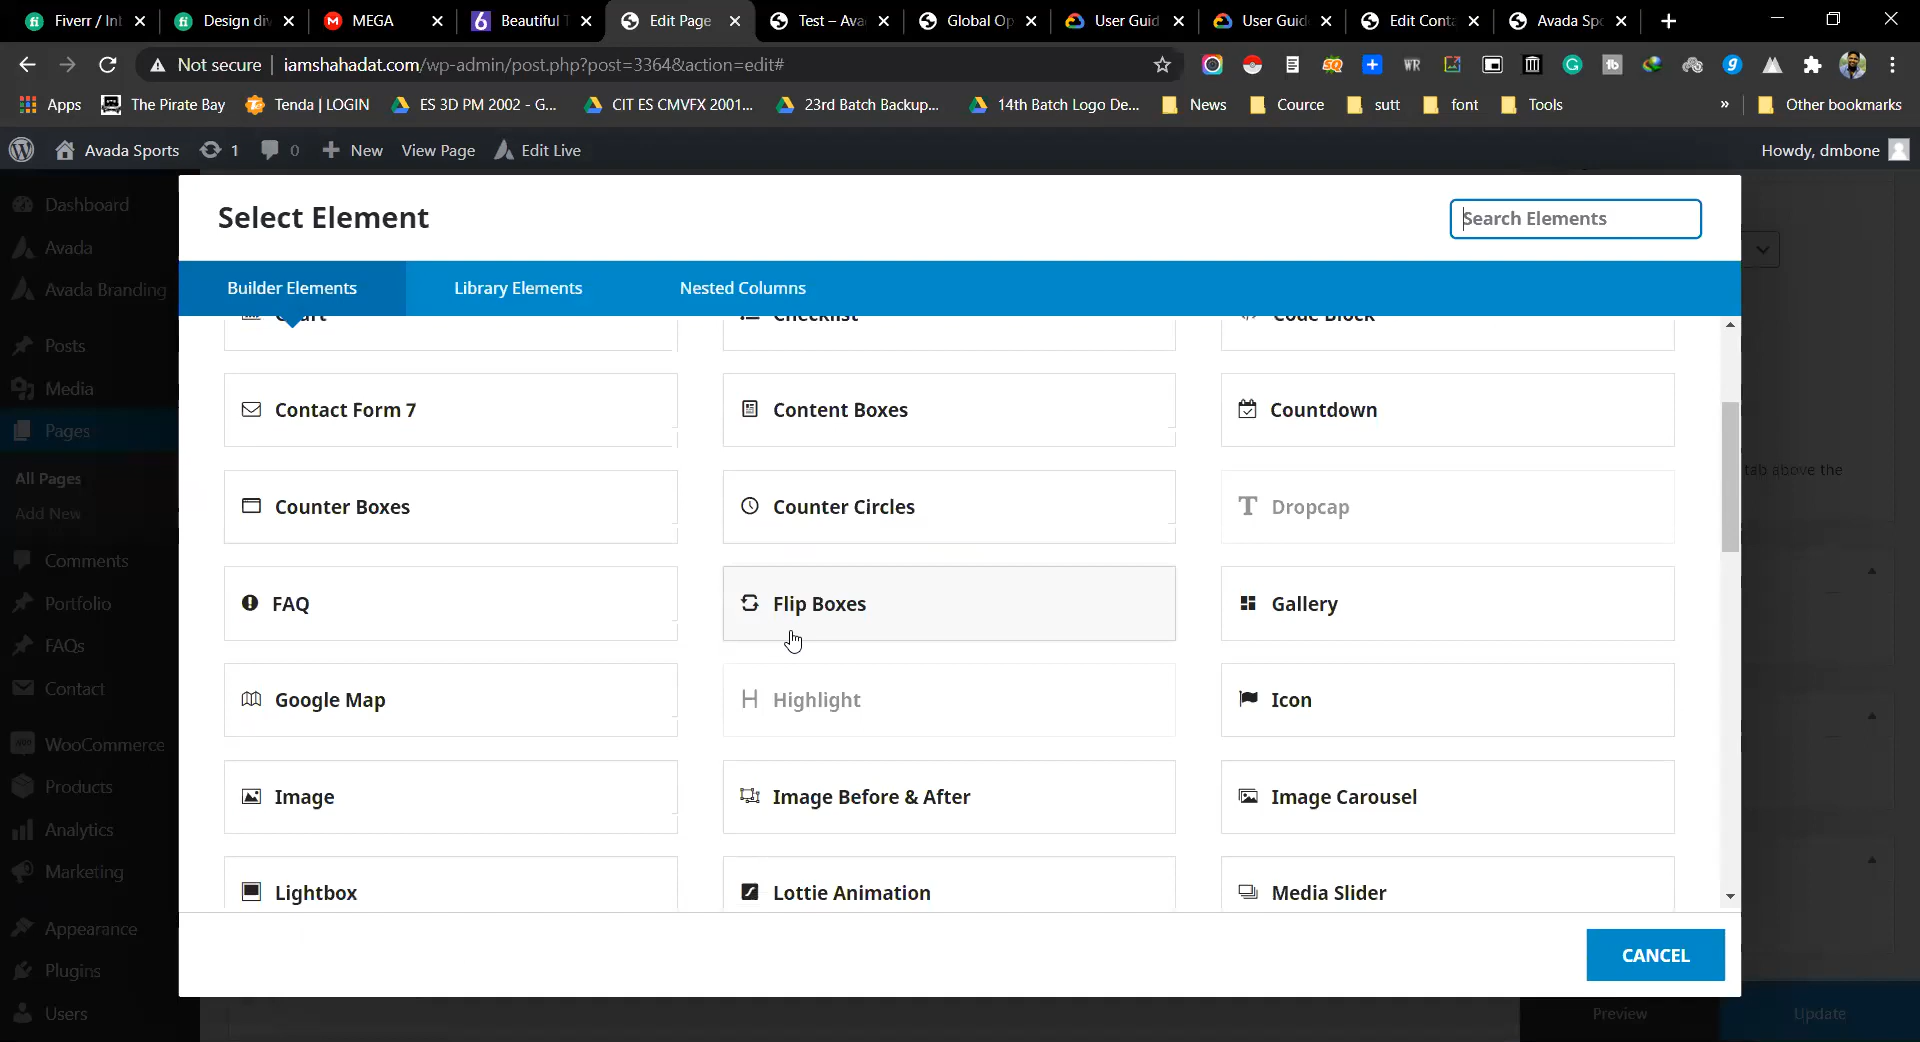 Fiverr / Int
Design div
MEGA
Beautiful T
Edit Page
Test – Ava
Global Op
User Guid
User Guid
Edit Conta
Avada Spo
Not secure
iamshahadat.com/wp-admin/post.php?post=3364&action=edit#
Apps
The Pirate Bay
Tenda | LOGIN
ES 3D PM 2002 - G...
CIT ES CMVFX 2001...
23rd Batch Backup...
14th Batch Logo De...
News
Cource
sutt
font
Tools
»
Other bookmarks
Avada Sports
1
0
New
View Page
Edit Live
Howdy, dmbone
Dashboard
Avada
Avada Branding
Posts
Media
Pages
All Pages
Add New
Comments
Portfolio
FAQs
Contact
WooCommerce
Products
Analytics
Marketing
Appearance
Plugins
Users
Select Element
Search Elements
Builder Elements
Library Elements
Nested Columns
Chart
Checklist
Code Block
Contact Form 7
Content Boxes
Countdown
Counter Boxes
Counter Circles
Dropcap
FAQ
Flip Boxes
Gallery
Google Map
Highlight
Icon
Image
Image Before & After
Image Carousel
Lightbox
Lottie Animation
Media Slider
CANCEL
tab above the
Preview
Update